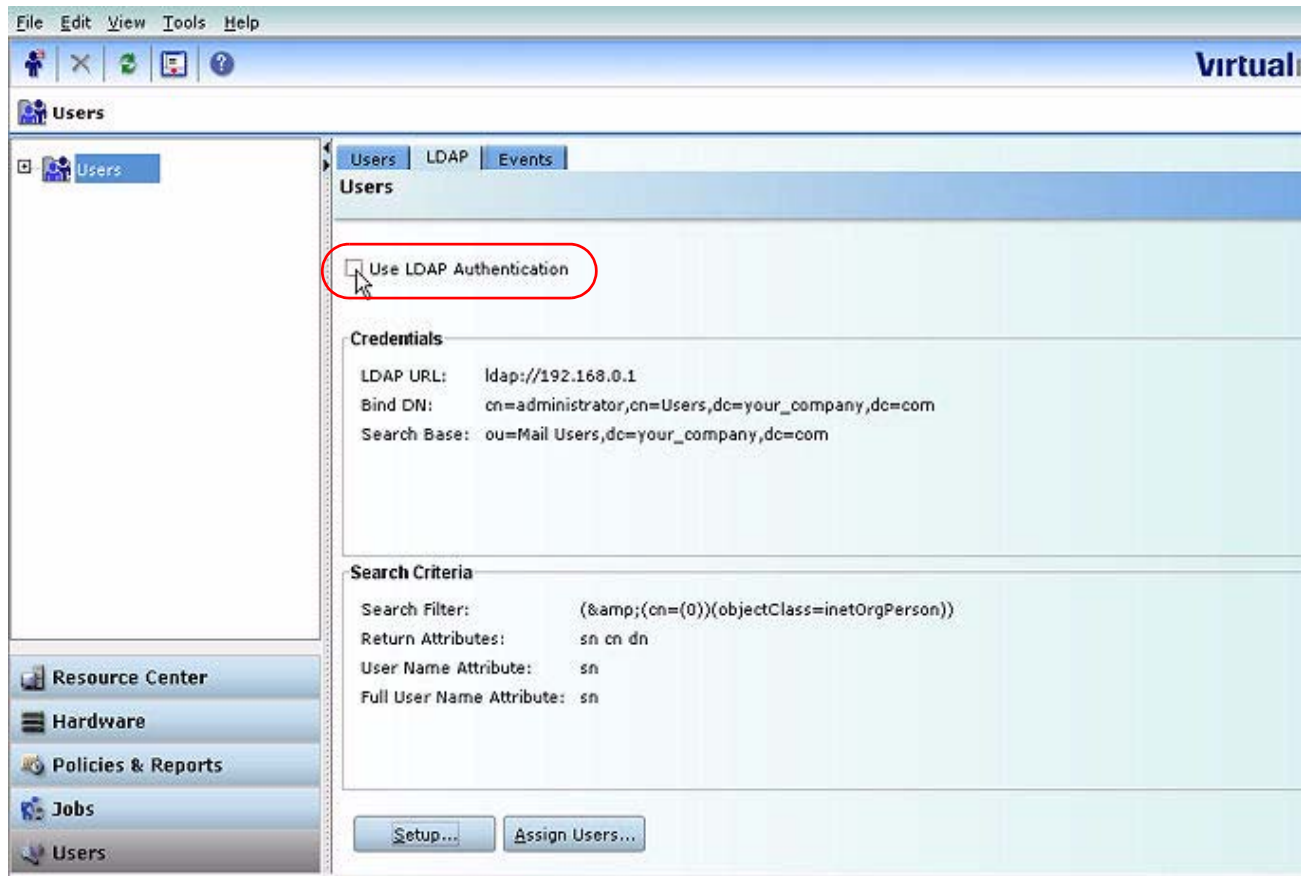 File Edit View Tools Help
Virtual
Users
Users
Users LDAP Events
Users
Use LDAP Authentication
Credentials
LDAP URL: ldap://192.168.0.1
Bind DN: cn=administrator,cn=Users,dc=your_company,dc=com
Search Base: ou=Mail Users,dc=your_company,dc=com
Search Criteria
Search Filter: (&amp;(cn=(0))(objectClass=inetOrgPerson))
Return Attributes: sn cn dn
User Name Attribute: sn
Full User Name Attribute: sn
Resource Center
Hardware
Policies & Reports
Jobs
Users
Setup... Assign Users...